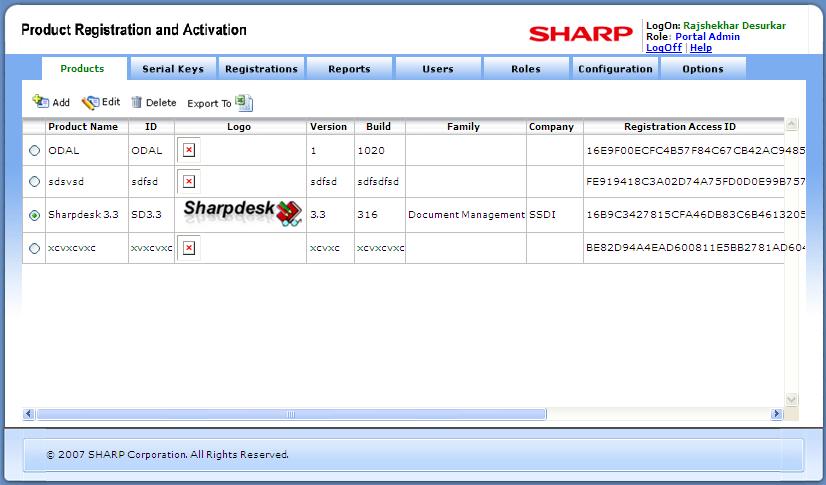 Product Registration and Activation
SHARP
LogOn: Rajshekhar Desurkar
Role: Portal Admin
LogOff | Help
Products Serial Keys Registrations Reports Users Roles Configuration Options
Add Edit Delete Export To
Product Name ID Logo Version Build Family Company Registration Access ID
ODAL ODAL 1 1020 16E9F00ECFC4B57F84C67CB42AC9485
sdsvsd sdfsd sdfsd sdfsdfsd FE919418C3A02D74A75FD0D0E99B757
Sharpdesk 3.3 SD3.3 Sharpdesk 3.3 316 Document Management SSDI 16B9C3427815CFA46DB83C6B4613205
xcvxcvxc xvxcvxc xcvxc xcvxcvxc BE82D94A4EAD600811E5BB2781AD604
© 2007 SHARP Corporation. All Rights Reserved.